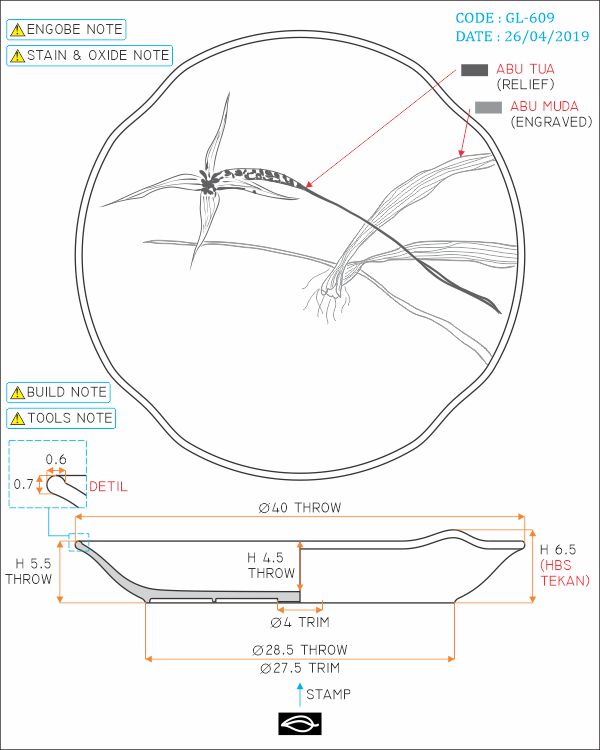 CODE : GL-609
DATE : 26/04/2019
ENGOBE NOTE
STAIN & OXIDE NOTE
ABU TUA
(RELIEF)
ABU MUDA
(ENGRAVED)
BUILD NOTE
TOOLS NOTE
0.6
0.7
DETIL
Ø40 THROW
H 5.5
THROW
H 4.5
THROW
H 6.5
(HBS
TEKAN)
Ø4 TRIM
Ø28.5 THROW
Ø27.5 TRIM
STAMP